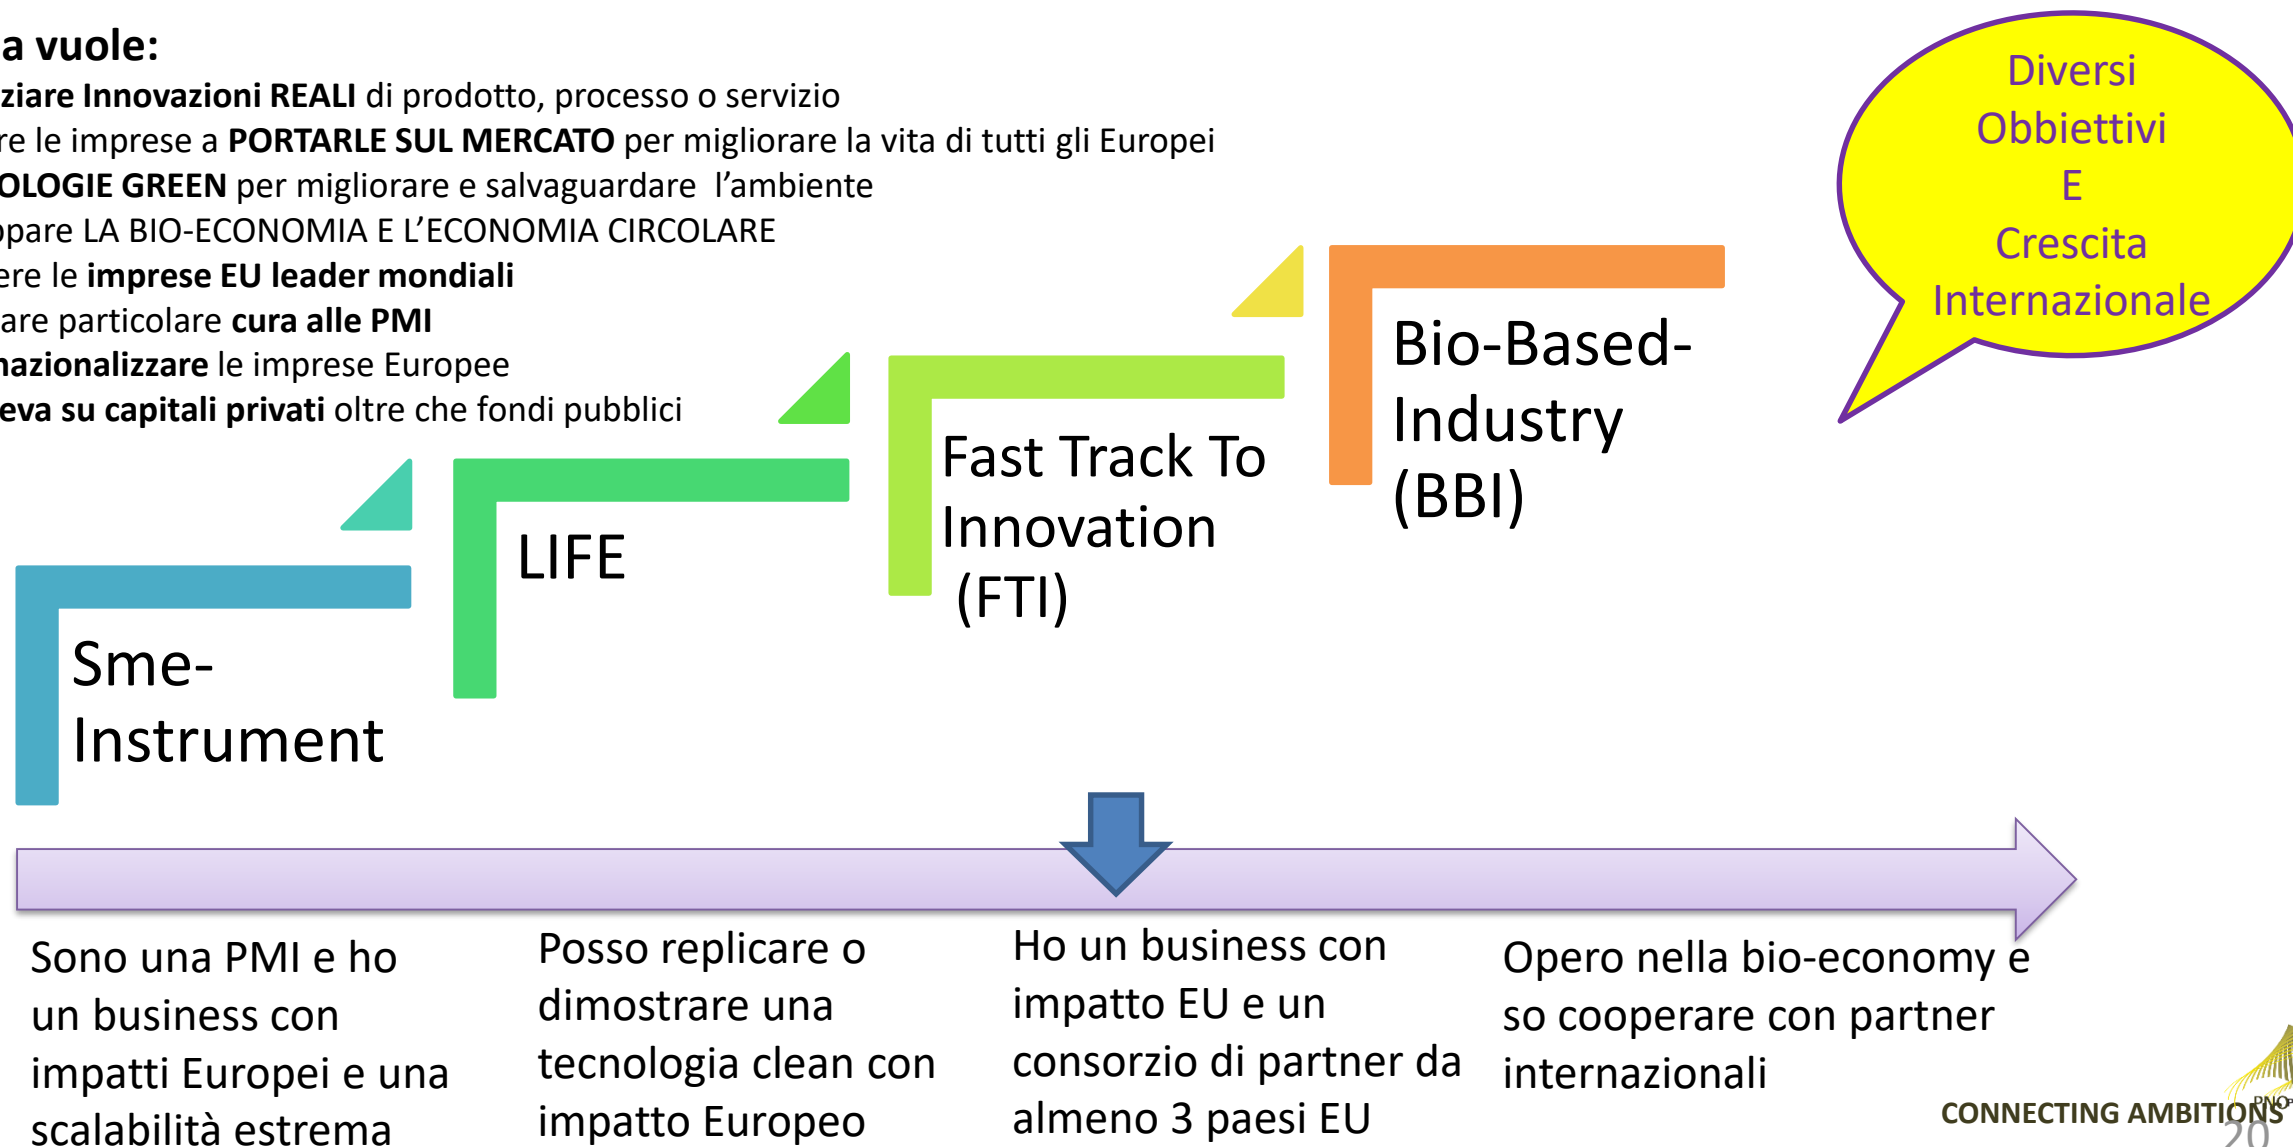 a vuole:
ziare Innovazioni REALI di prodotto, processo o servizio
re le imprese a PORTARLE SUL MERCATO per migliorare la vita di tutti gli Europei
OLOGIE GREEN per migliorare e salvaguardare l'ambiente
ppare LA BIO-ECONOMIA E L'ECONOMIA CIRCOLARE
ere le imprese EU leader mondiali
are particolare cura alle PMI
nazionalizzare le imprese Europee
eva su capitali privati oltre che fondi pubblici
Diversi
Obbiettivi
E
Crescita
Internazionale
Sme-
Instrument
LIFE
Fast Track To
Innovation
(FTI)
Bio-Based-
Industry
(BBI)
Sono una PMI e ho
un business con
impatti Europei e una
scalabilità estrema
Posso replicare o
dimostrare una
tecnologia clean con
impatto Europeo
Ho un business con
impatto EU e un
consorzio di partner da
almeno 3 paesi EU
Opero nella bio-economy e
so cooperare con partner
internazionali
PNO
CONNECTING AMBITIONS
20